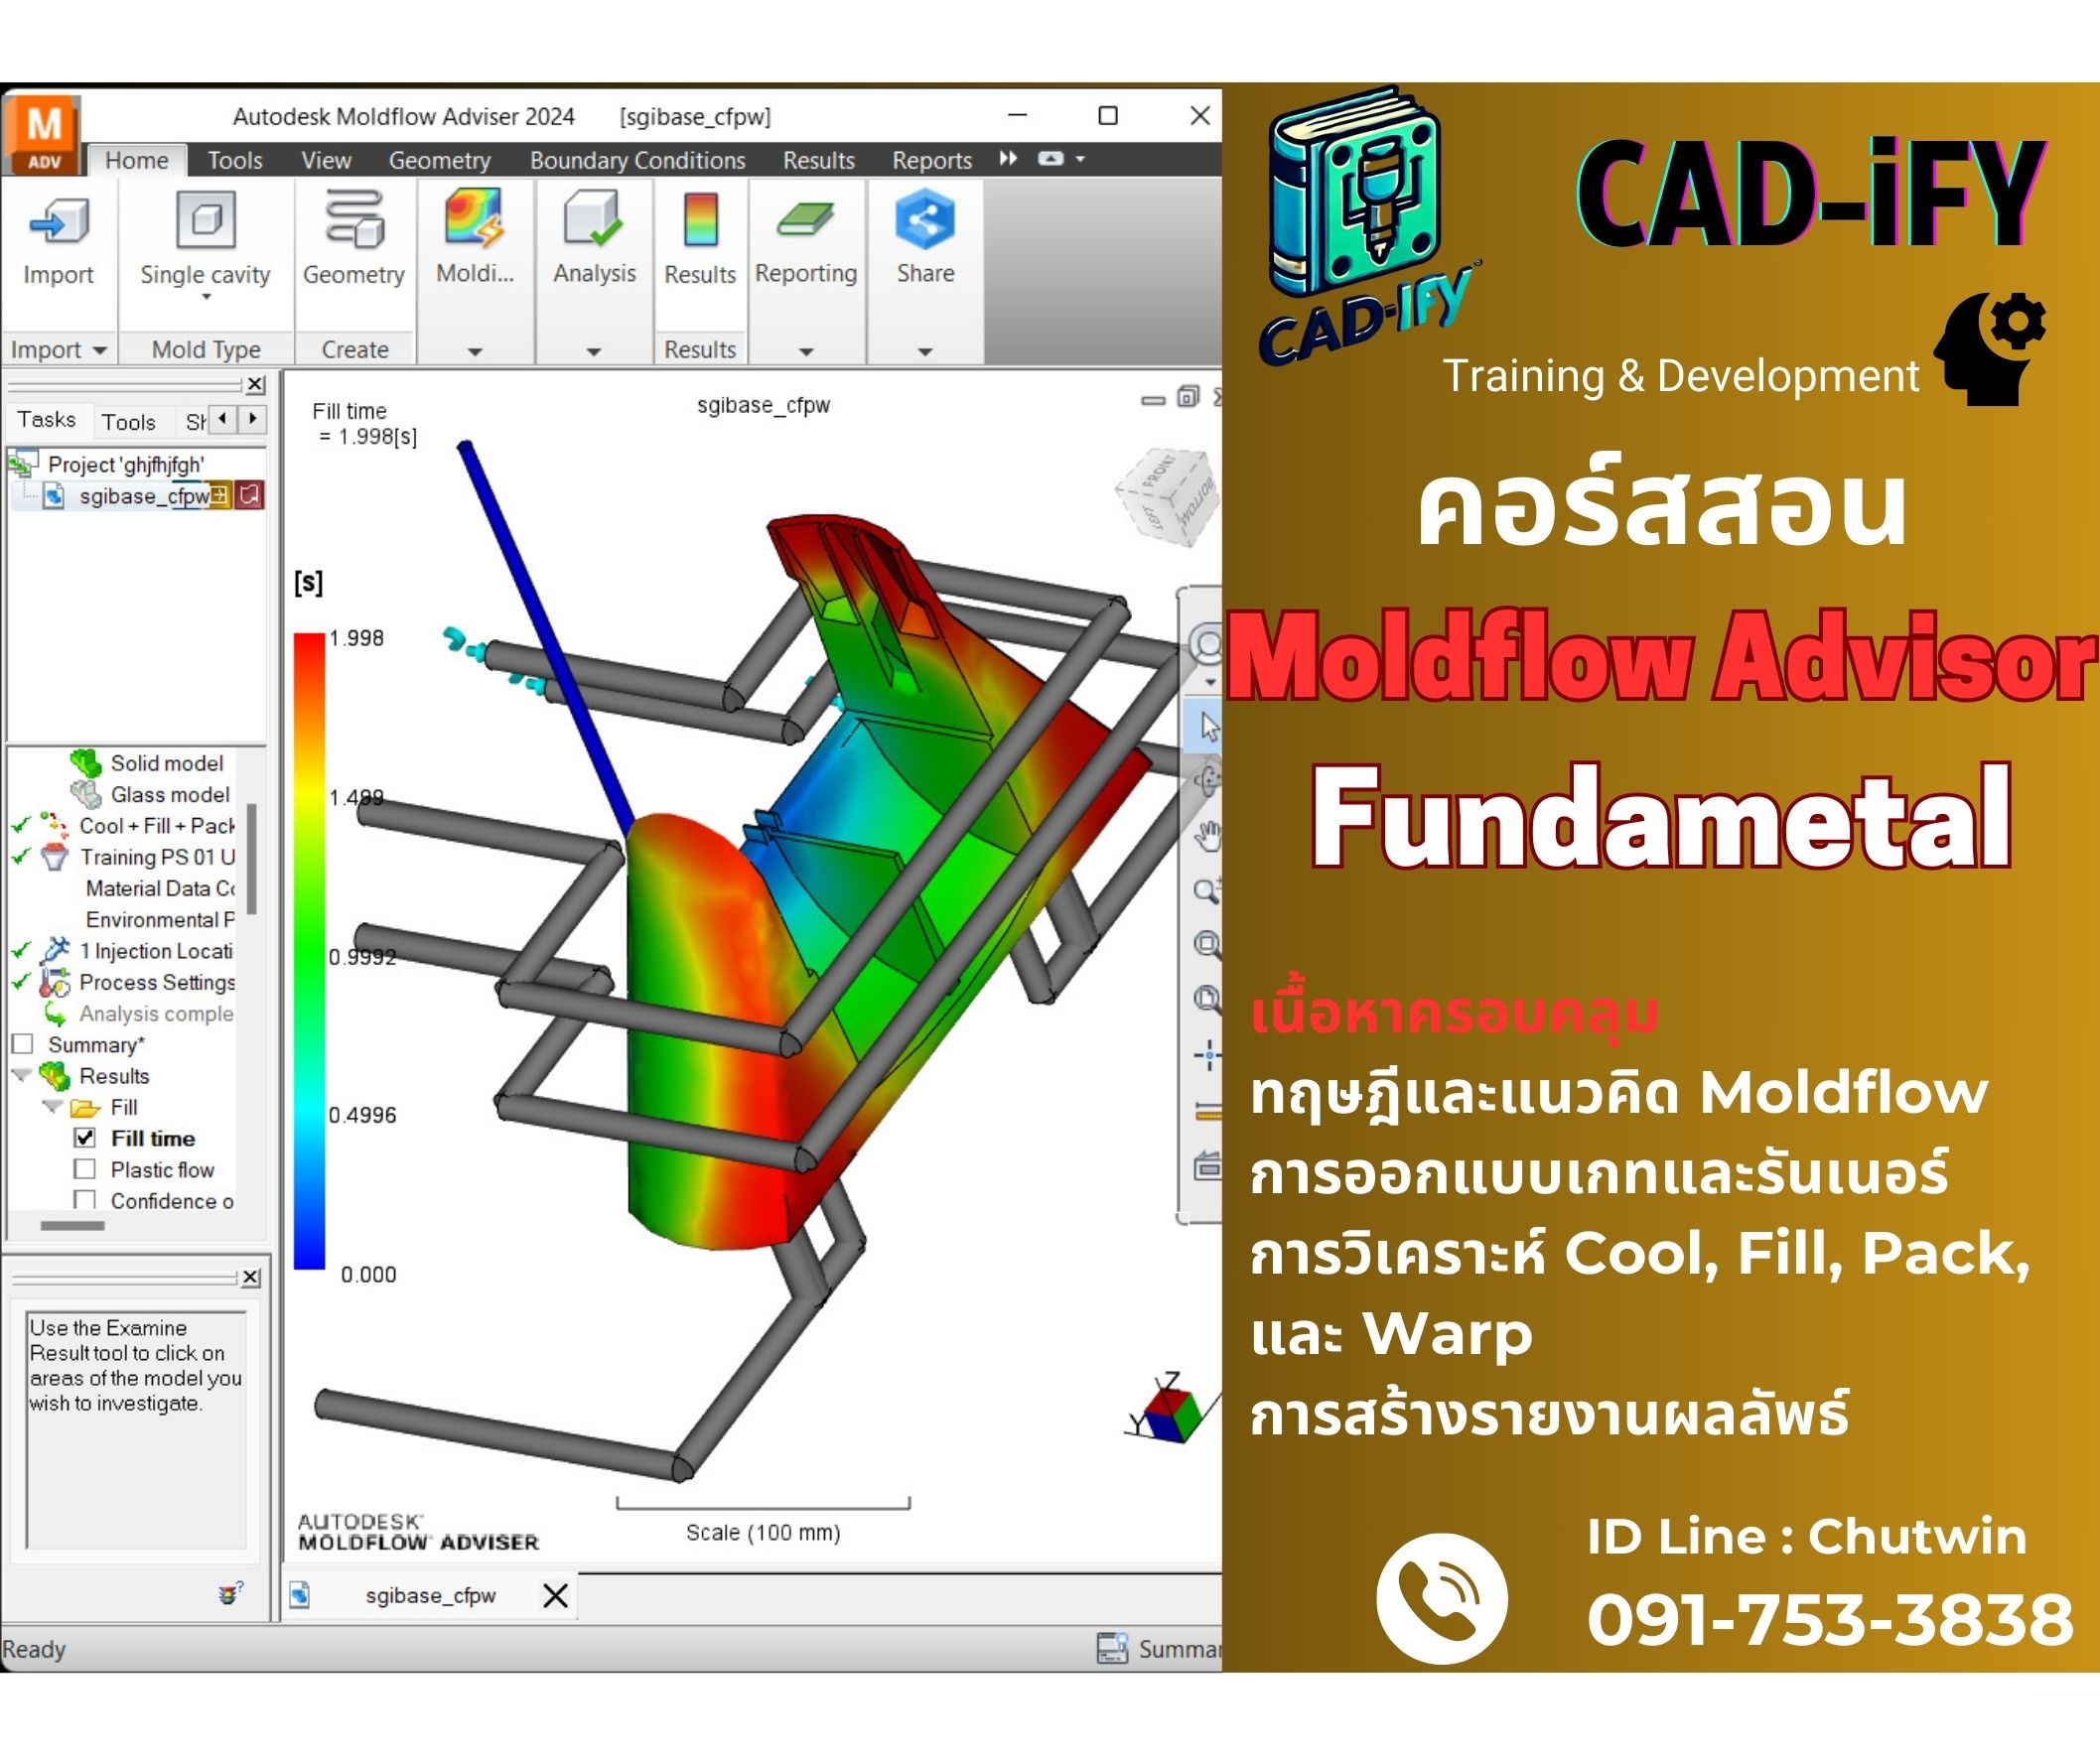 Autodesk Moldflow Adviser 2024 [sgibase_cfpw]
M
ADV
Home Tools View Geometry Boundary Conditions Results Reports
Import Single cavity Geometry Moldi... Analysis Results Reporting Share
Import Mold Type Create Results
Tasks Tools
Project 'ghjfhjfgh'
sgibase_cfpw
Solid model
Glass model
Cool + Fill + Pack
Training PS 01 U
Material Data
Environmental P
1 Injection Locati
Process Settings
Analysis comple
Summary*
Results
Fill
Fill time
Plastic flow
Confidence o
Use the Examine
Result tool to click on
areas of the model you
wish to investigate.
Fill time
= 1.998[s]
sgibase_cfpw
FRONT
LEFT
BOTTOM
[s]
1.998
1.499
0.9992
0.4996
0.000
Z
Y
AUTODESK
MOLDFLOW ADVISER
Scale (100 mm)
sgibase_cfpw
Ready
Summar
CAD-IFY
CAD-iFY
Training & Development
คอร์สสอน
Moldflow Advisor
Fundametal
เนื้อหาครอบคลุม
ทฤษฎีและแนวคิด Moldflow
การออกแบบเกทและรันเนอร์
การวิเคราะห์ Cool, Fill, Pack,
และ Warp
การสร้างรายงานผลลัพธ์
ID Line : Chutwin
091-753-3838